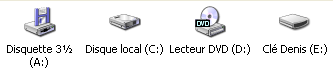 Disquette 3½ (A:)
Disque local (C:)
DVD
Lecteur DVD (D:)
Clé Denis (E:)